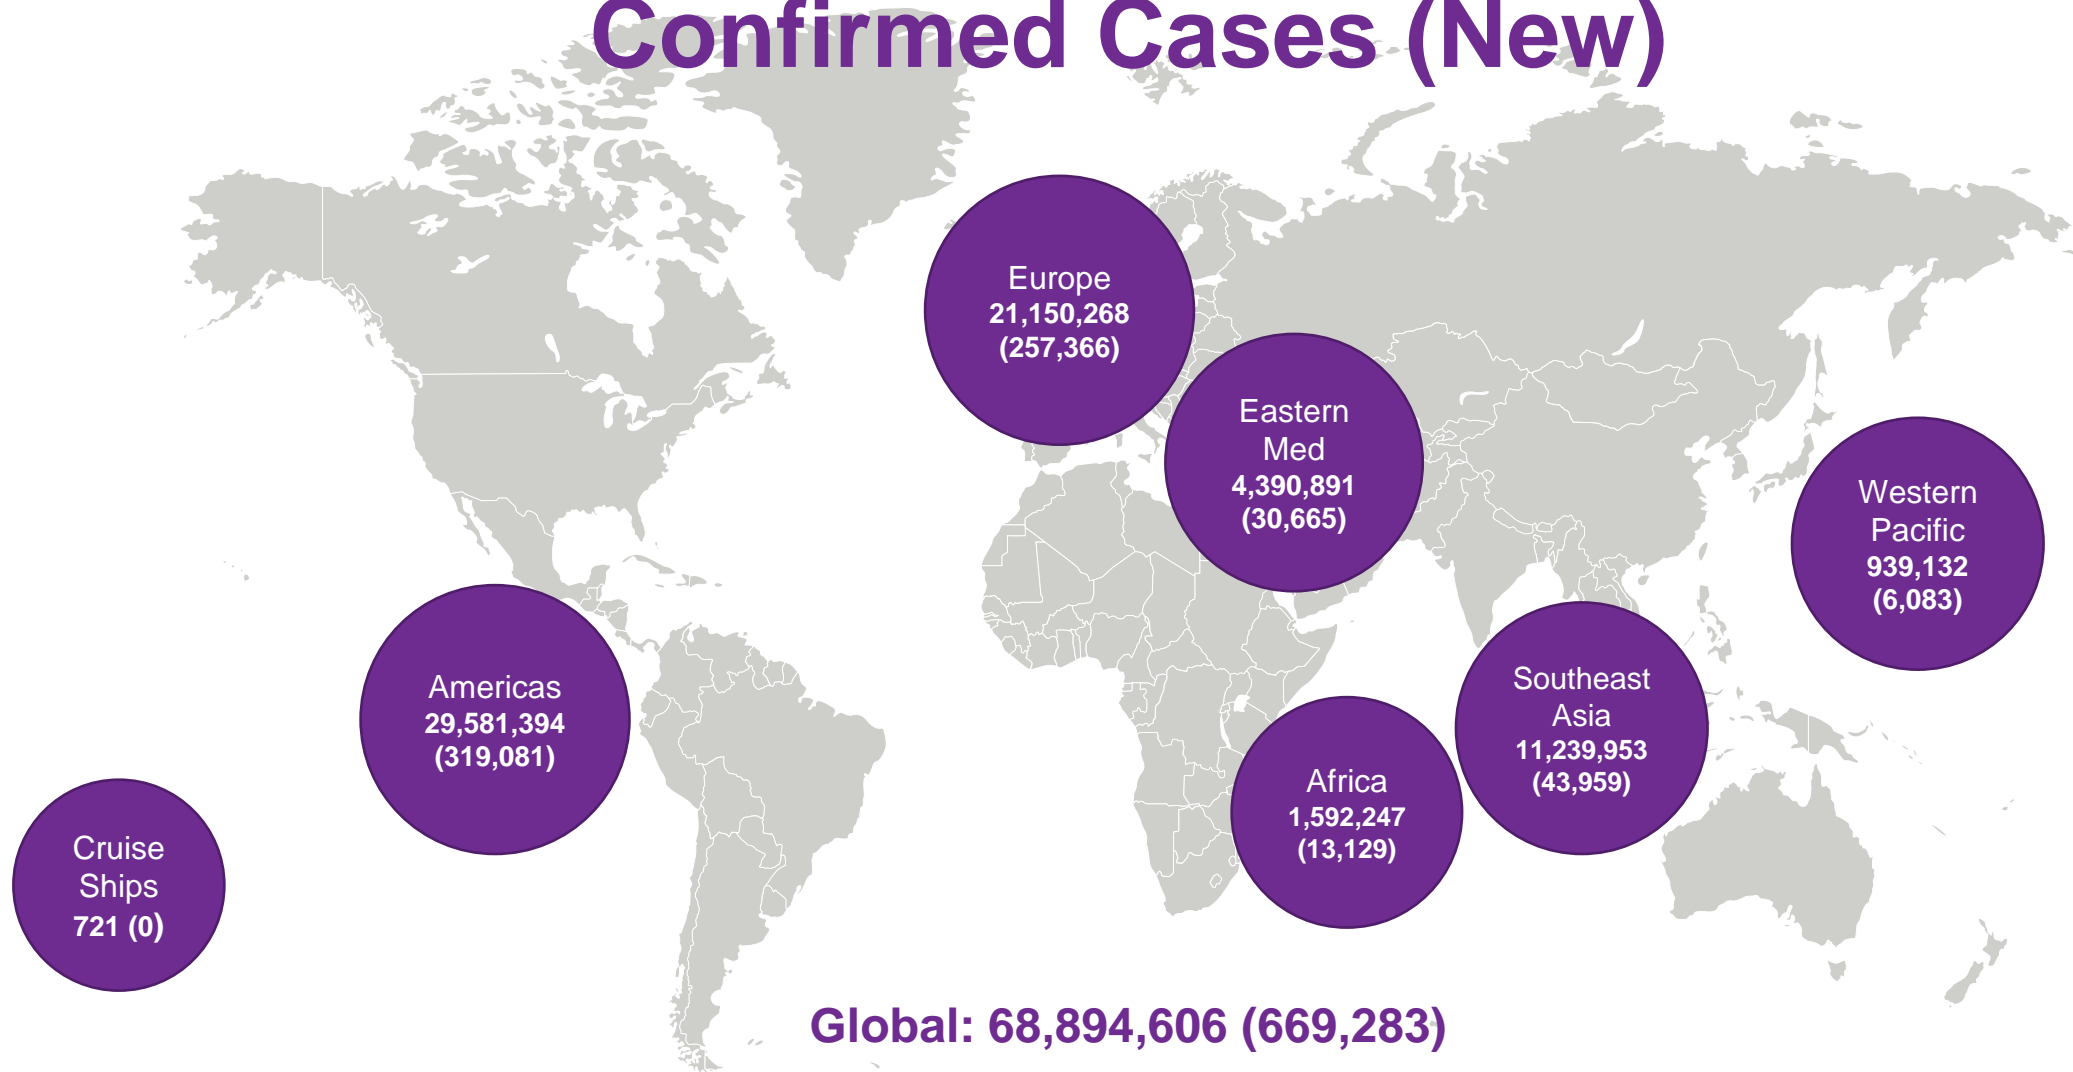 Confirmed Cases (New)
Europe
21,150,268
(257,366)
Eastern
Med
4,390,891
(30,665)
Western
Pacific
939,132
(6,083)
Americas
29,581,394
(319,081)
Southeast
Asia
11,239,953
(43,959)
Africa
1,592,247
(13,129)
Cruise
Ships
721 (0)
Global: 68,894,606 (669,283)